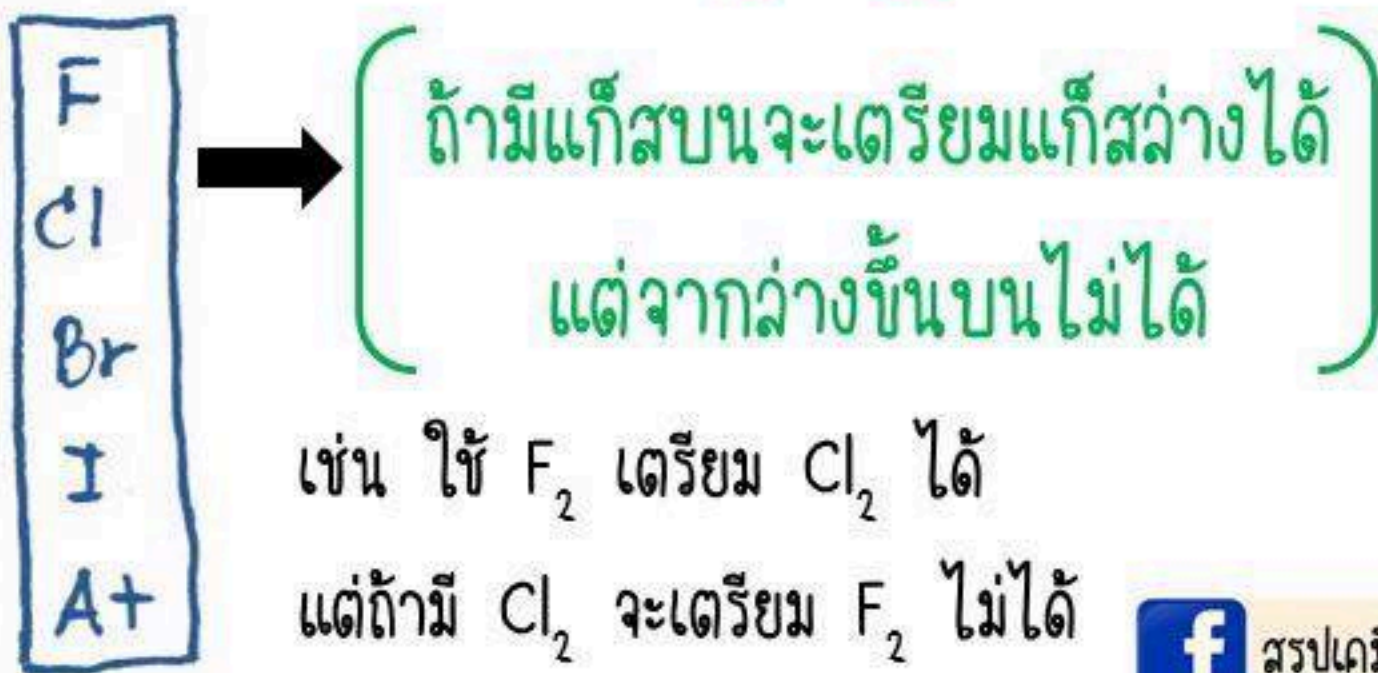 F
Cl
Br
I
At
ถ้ามีแก็สบนจะเตรียมแก็สล่างได้
แต่จากล่างขึ้นบนไม่ได้
เช่น ใช้ F₂ เตรียม Cl₂ ได้
แต่ถ้ามี Cl₂ จะเตรียม F₂ ไม่ได้
f